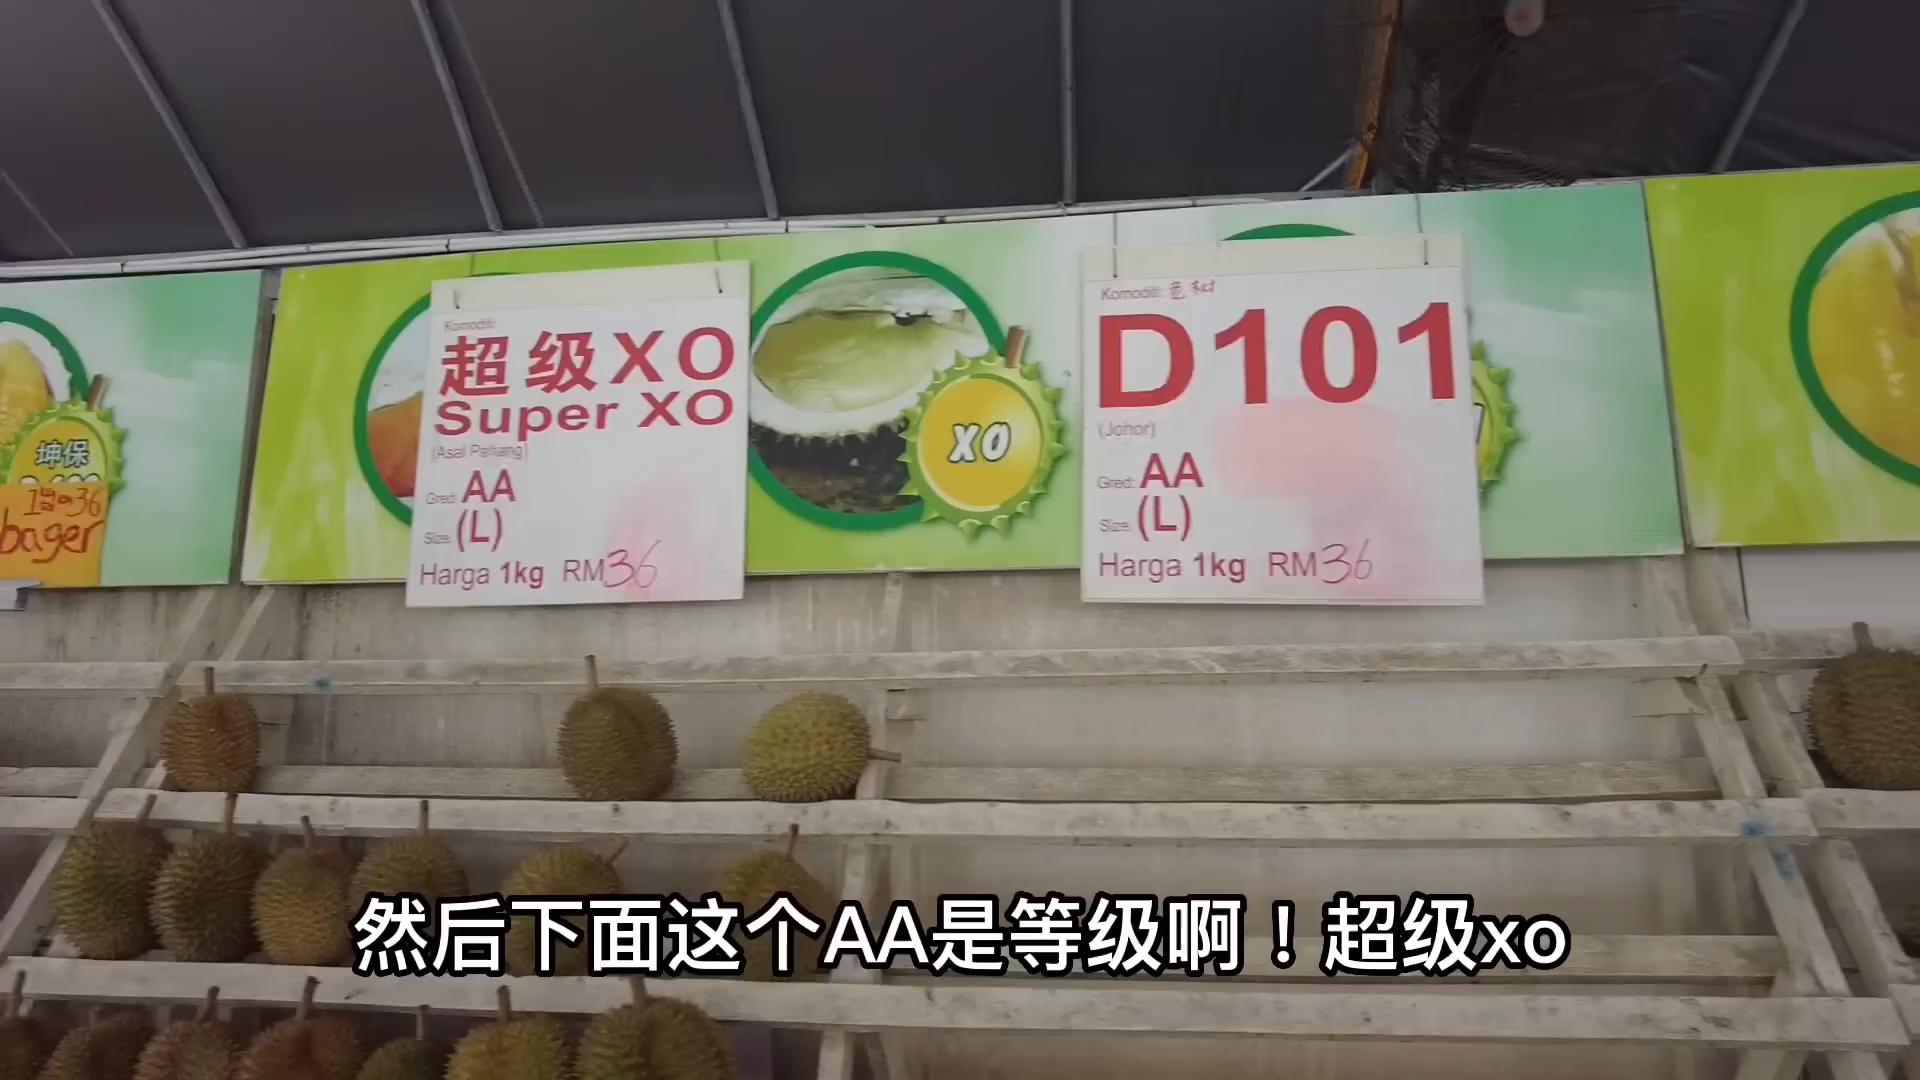 坤保
bager
Komoditi:
超级XO
Super XO
(Asal Pahang)
Gred: AA
Size: (L)
Harga 1kg RM36
XO
Komoditi:
D101
(Johor)
Gred: AA
Size: (L)
Harga 1kg RM36
然后下面这个AA是等级啊！超级xo